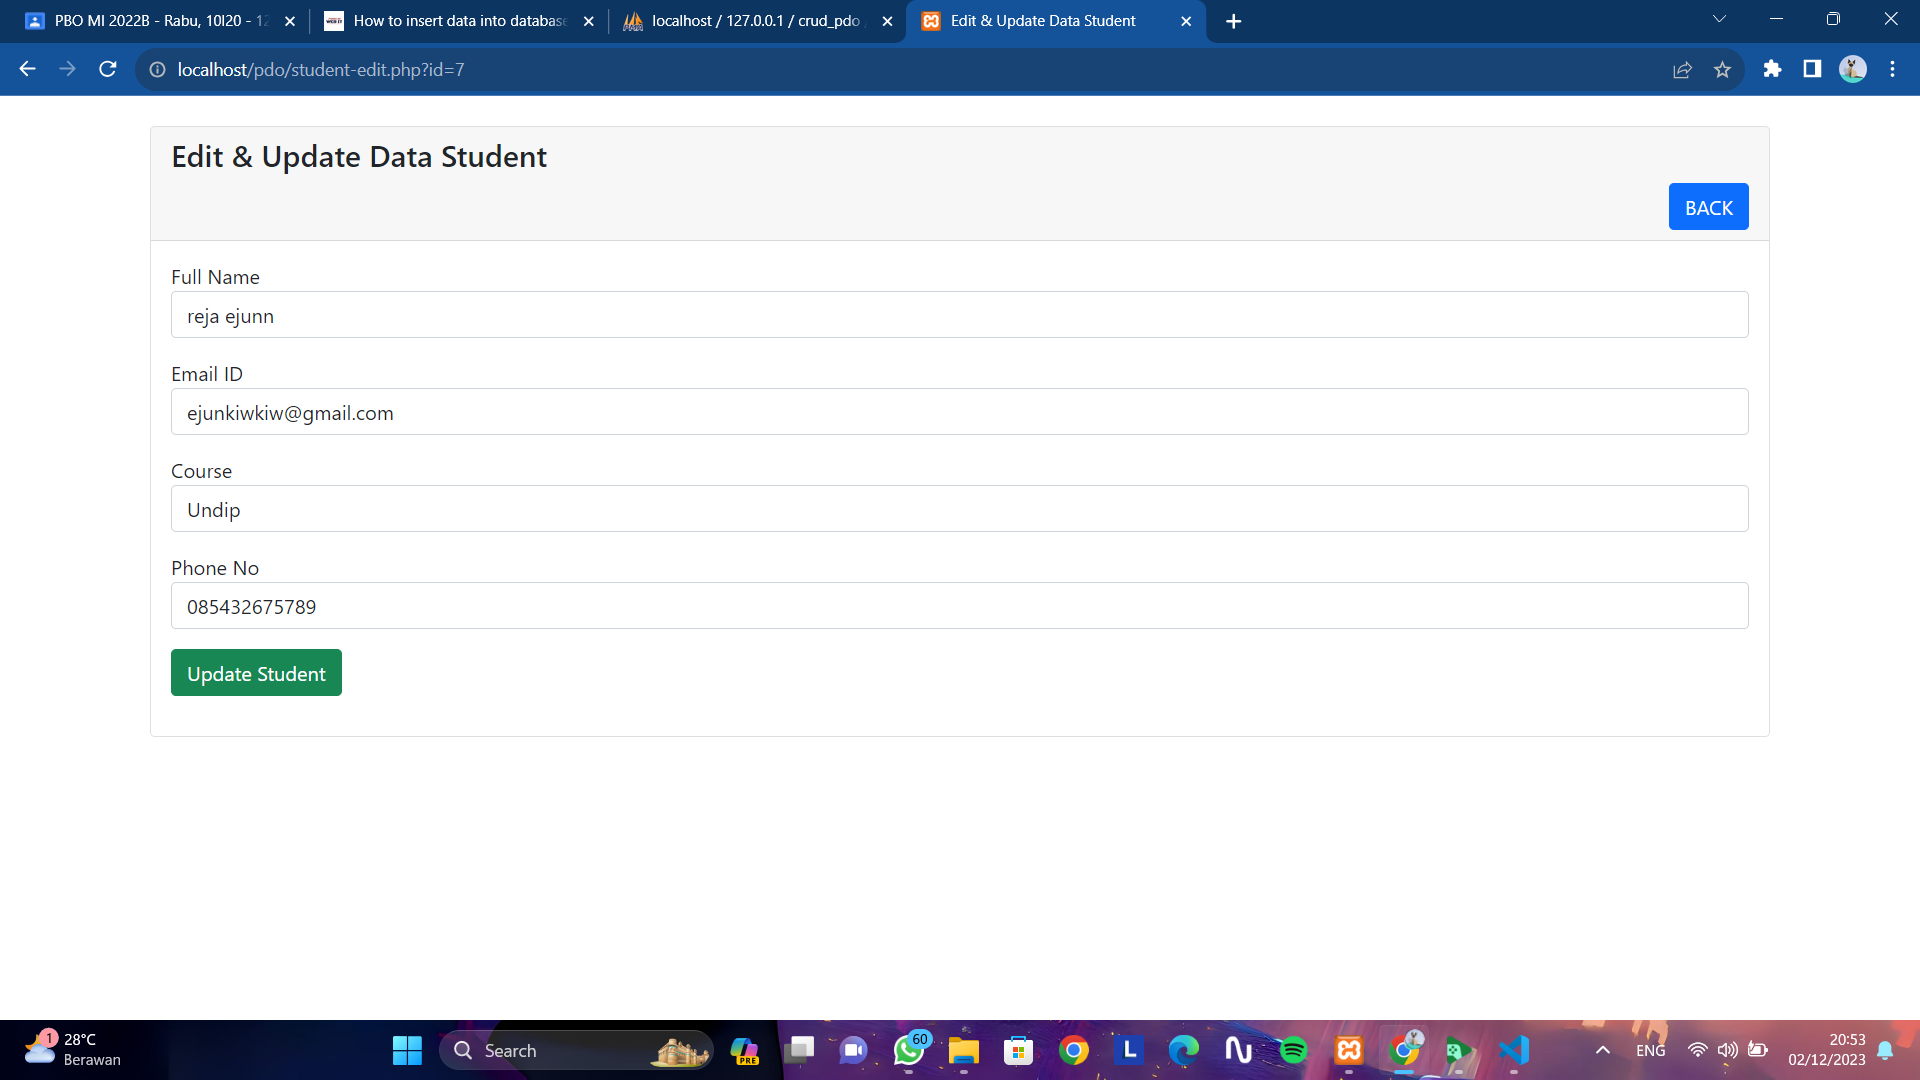 PBO MI 2022B - Rabu, 10I20 - 12
How to insert data into database
localhost / 127.0.0.1 / crud_pdo
Edit & Update Data Student
localhost/pdo/student-edit.php?id=7
Edit & Update Data Student
BACK
Full Name
reja ejunn
Email ID
ejunkiwkiw@gmail.com
Course
Undip
Phone No
085432675789
Update Student
1
28°C
Berawan
Search
PRE
60
L
ENG
20:53
02/12/2023